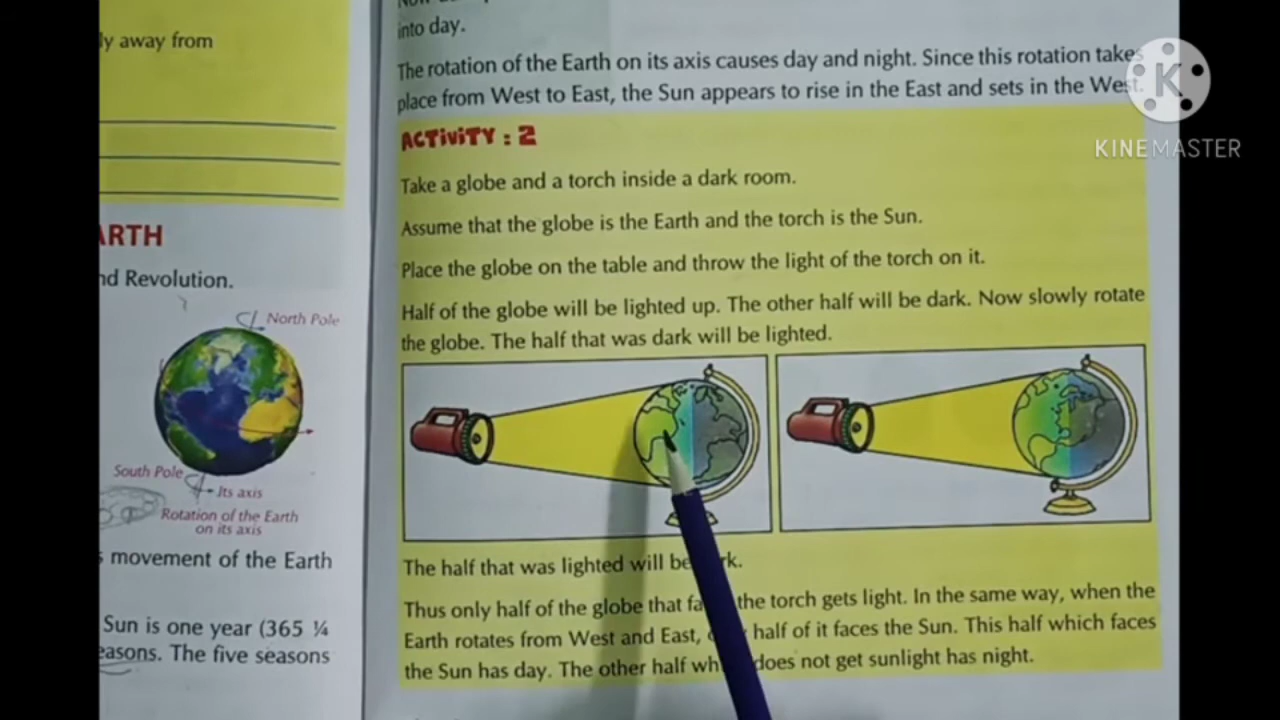 ly away from
ARTH
nd Revolution.
North Pole
South Pole
Its axis
Rotation of the Earth
on its axis
movement of the Earth
Sun is one year (365 ¼
easons. The five seasons
into day.
The rotation of the Earth on its axis causes day and night. Since this rotation takes
place from West to East, the Sun appears to rise in the East and sets in the West.
ACTiViTY : 2
Take a globe and a torch inside a dark room.
Assume that the globe is the Earth and the torch is the Sun.
Place the globe on the table and throw the light of the torch on it.
Half of the globe will be lighted up. The other half will be dark. Now slowly rotate
the globe. The half that was dark will be lighted.
The half that was lighted will be rk.
Thus only half of the globe that fa the torch gets light. In the same way, when the
Earth rotates from West and East, half of it faces the Sun. This half which faces
the Sun has day. The other half wh does not get sunlight has night.
K
KINEMASTER